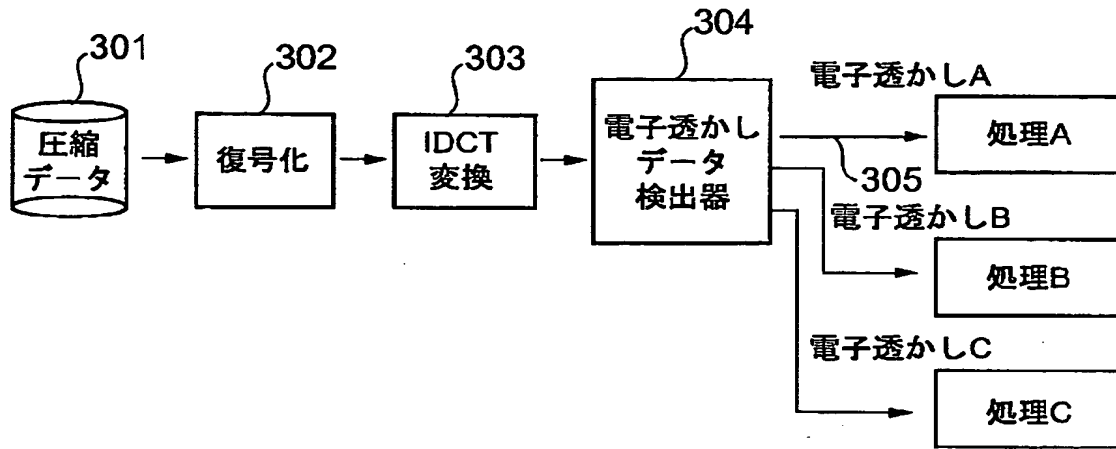 301
302
303
304
圧縮
データ
復号化
IDCT
変換
電子透かし
データ
検出器
電子透かしA
処理A
305
電子透かしB
処理B
電子透かしC
処理C